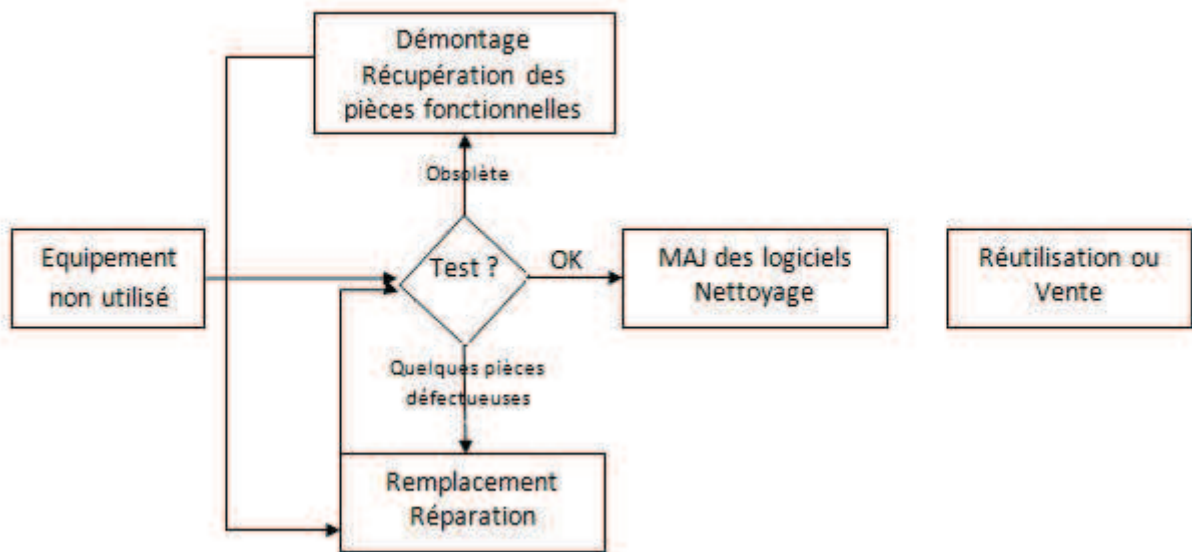 Démontage
Récupération des
pièces fonctionnelles
Obsolète
Equipement
non utilisé
Test ?
OK
MAJ des logiciels
Nettoyage
Réutilisation ou
Vente
Quelques pièces
défectueuses
Remplacement
Réparation